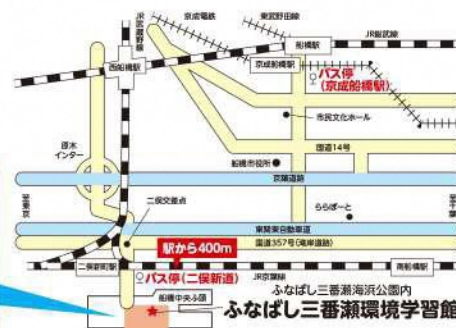 JR武蔵野線
京成電鉄
東武野田線
船橋駅
JR総武線
西船橋駅
京成船橋駅
バス停
(京成船橋駅)
市民文化ホール
原木
インター
国道14号
船橋市役所
京葉道路
至東京
二俣交差点
ららぽーと
至千葉
東関東自動車道
国道357号(湾岸道路)
駅から400m
二俣新町駅
JR京葉線
南船橋駅
バス停(二俣新道)
船橋中央ふ頭
ふなばし三番瀬海浜公園内
ふなばし三番瀬環境学習館